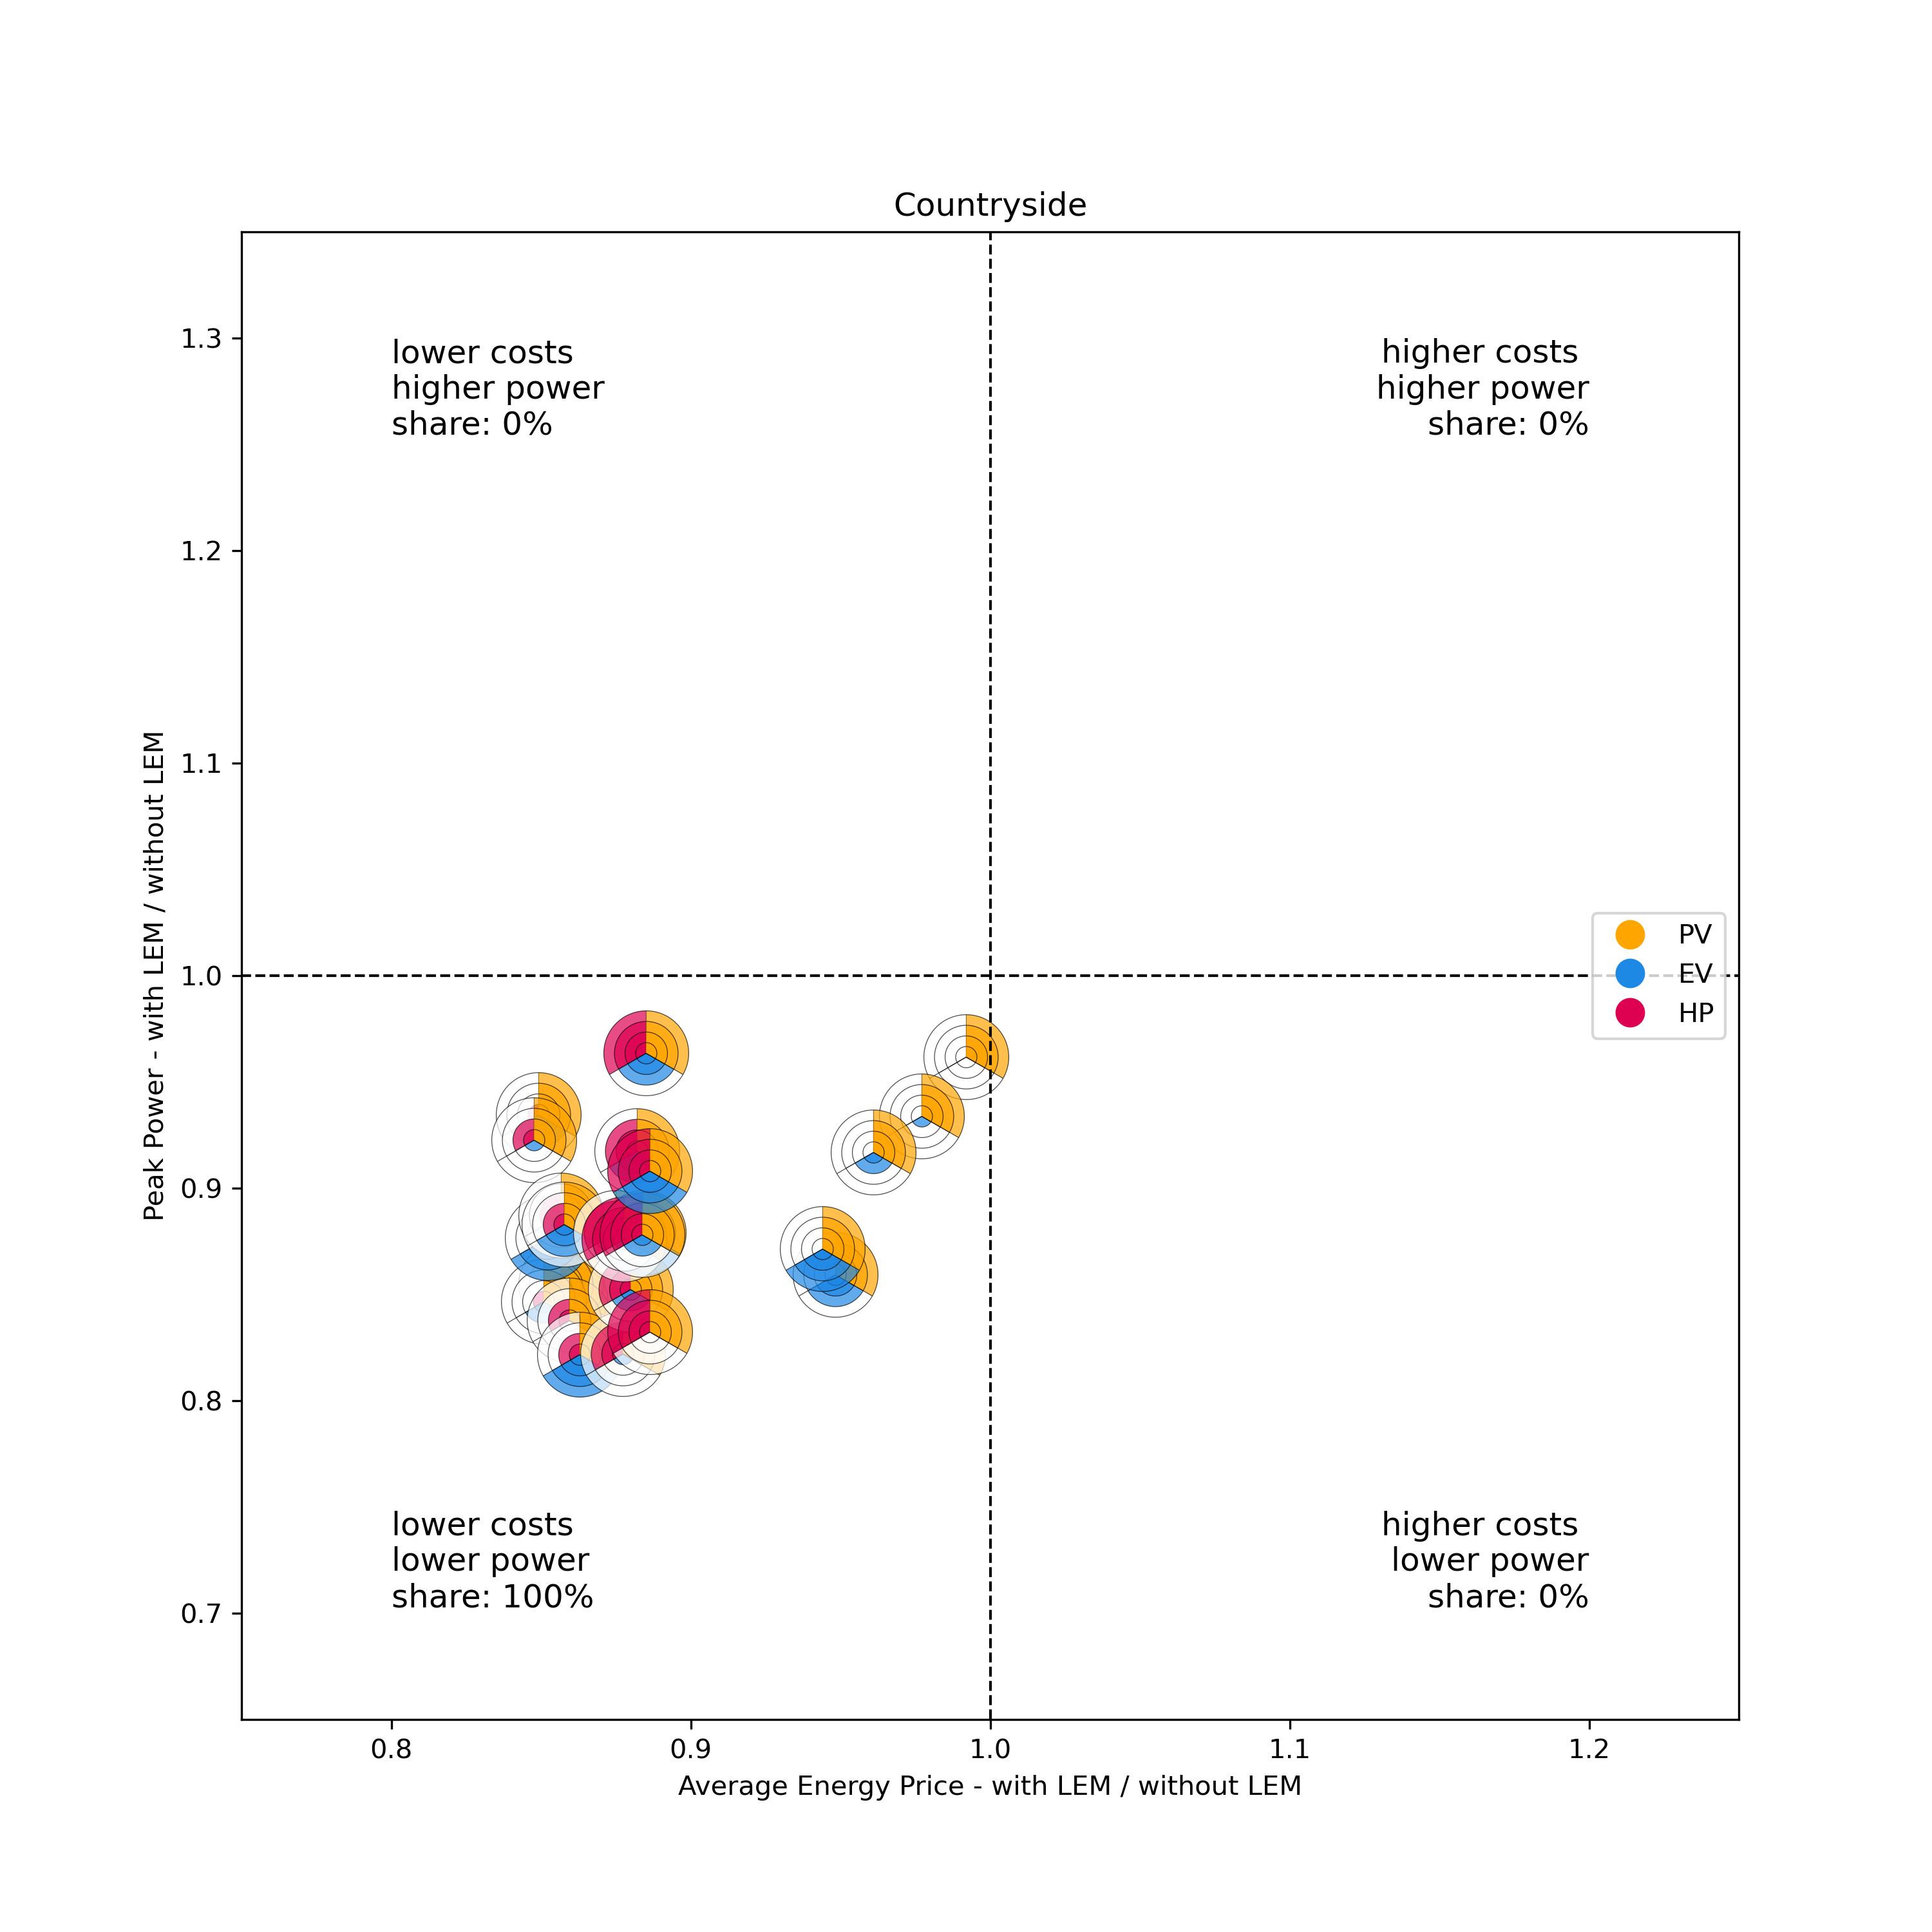 Countryside
lower costs
higher power
share: 0%
higher costs
higher power
share: 0%
1.3
1.2
1.1
1.0
0.9
0.8
0.7
Peak Power - with LEM / without LEM
PV
EV
HP
lower costs
lower power
share: 100%
higher costs
lower power
share: 0%
0.8
0.9
1.0
1.1
1.2
Average Energy Price - with LEM / without LEM